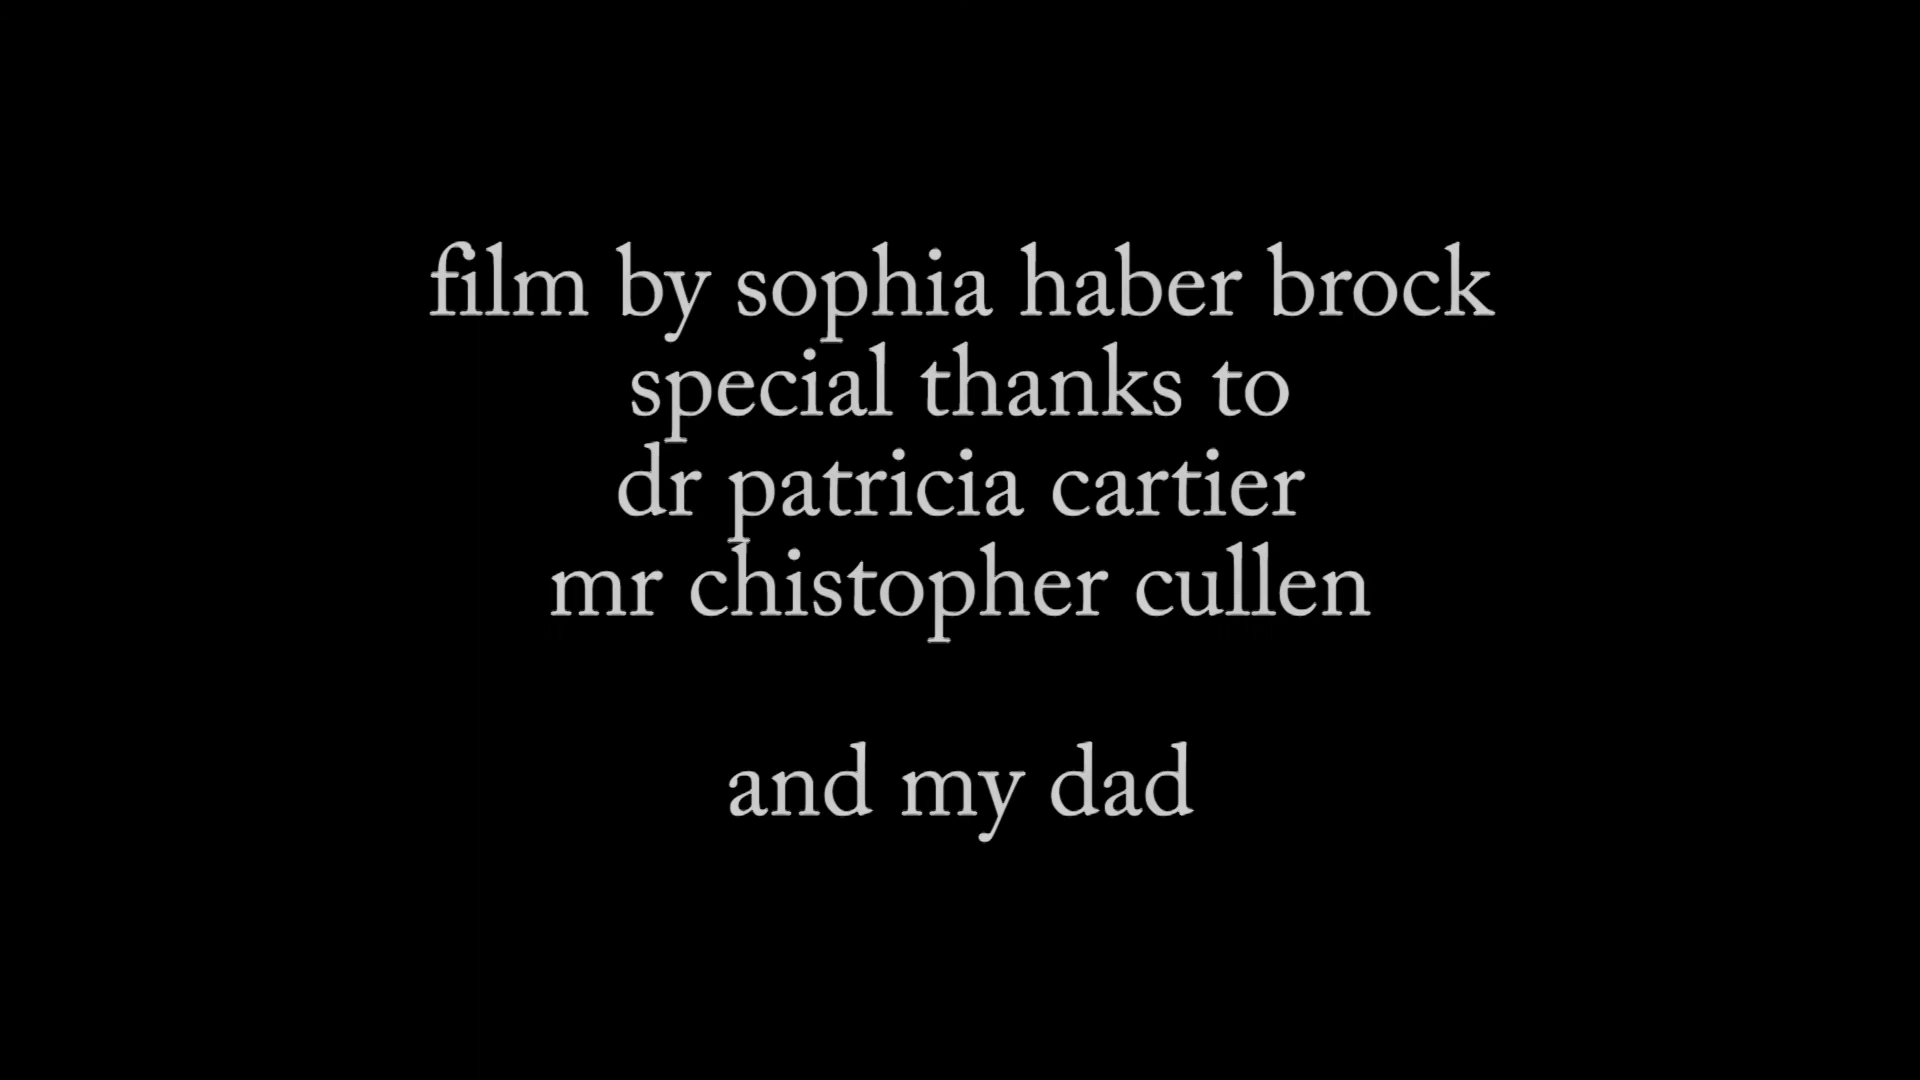 film by sophia haber brock
special thanks to
dr patricia cartier
mr chistopher cullen
and my dad